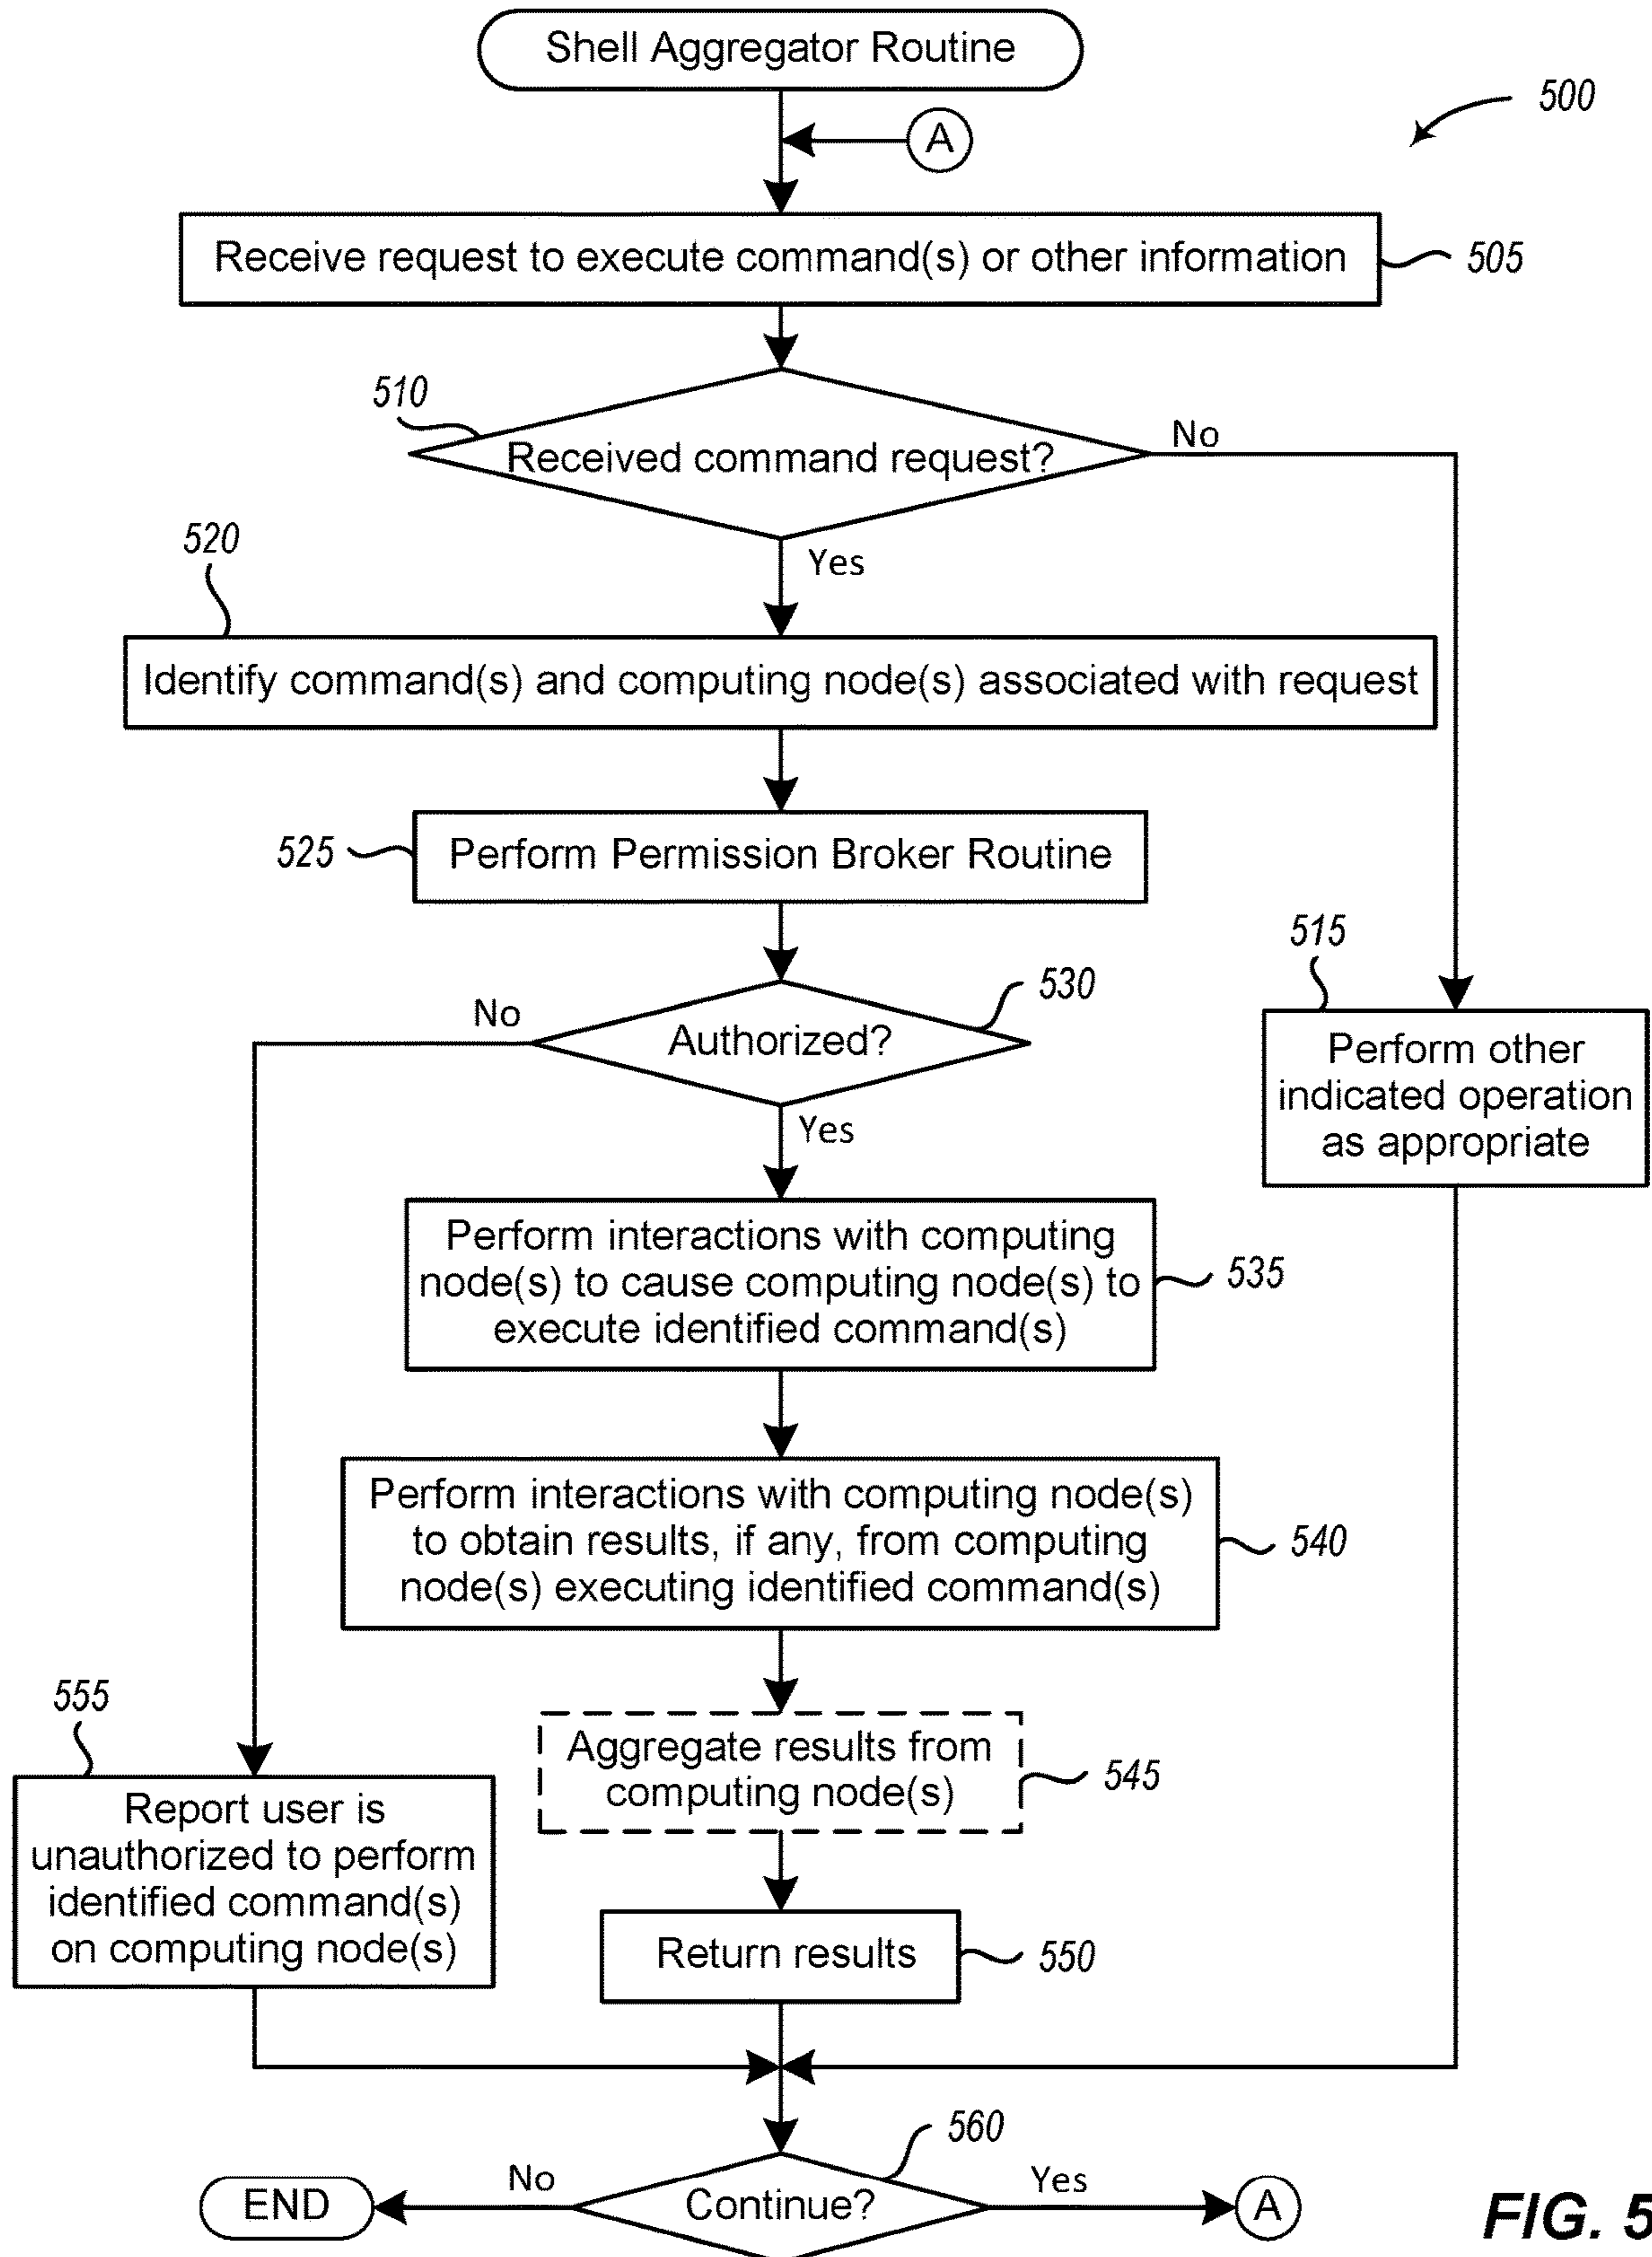 Shell Aggregator Routine
A
500
Receive request to execute command(s) or other information
505
510
Received command request?
No
Yes
520
Identify command(s) and computing node(s) associated with request
525
Perform Permission Broker Routine
530
No
Authorized?
Yes
515
Perform other
indicated operation
as appropriate
Perform interactions with computing
node(s) to cause computing node(s) to
execute identified command(s)
535
Perform interactions with computing node(s)
to obtain results, if any, from computing
node(s) executing identified command(s)
540
Aggregate results from
computing node(s)
545
555
Report user is
unauthorized to perform
identified command(s)
on computing node(s)
Return results
550
560
END
No
Continue?
Yes
A
FIG. 5